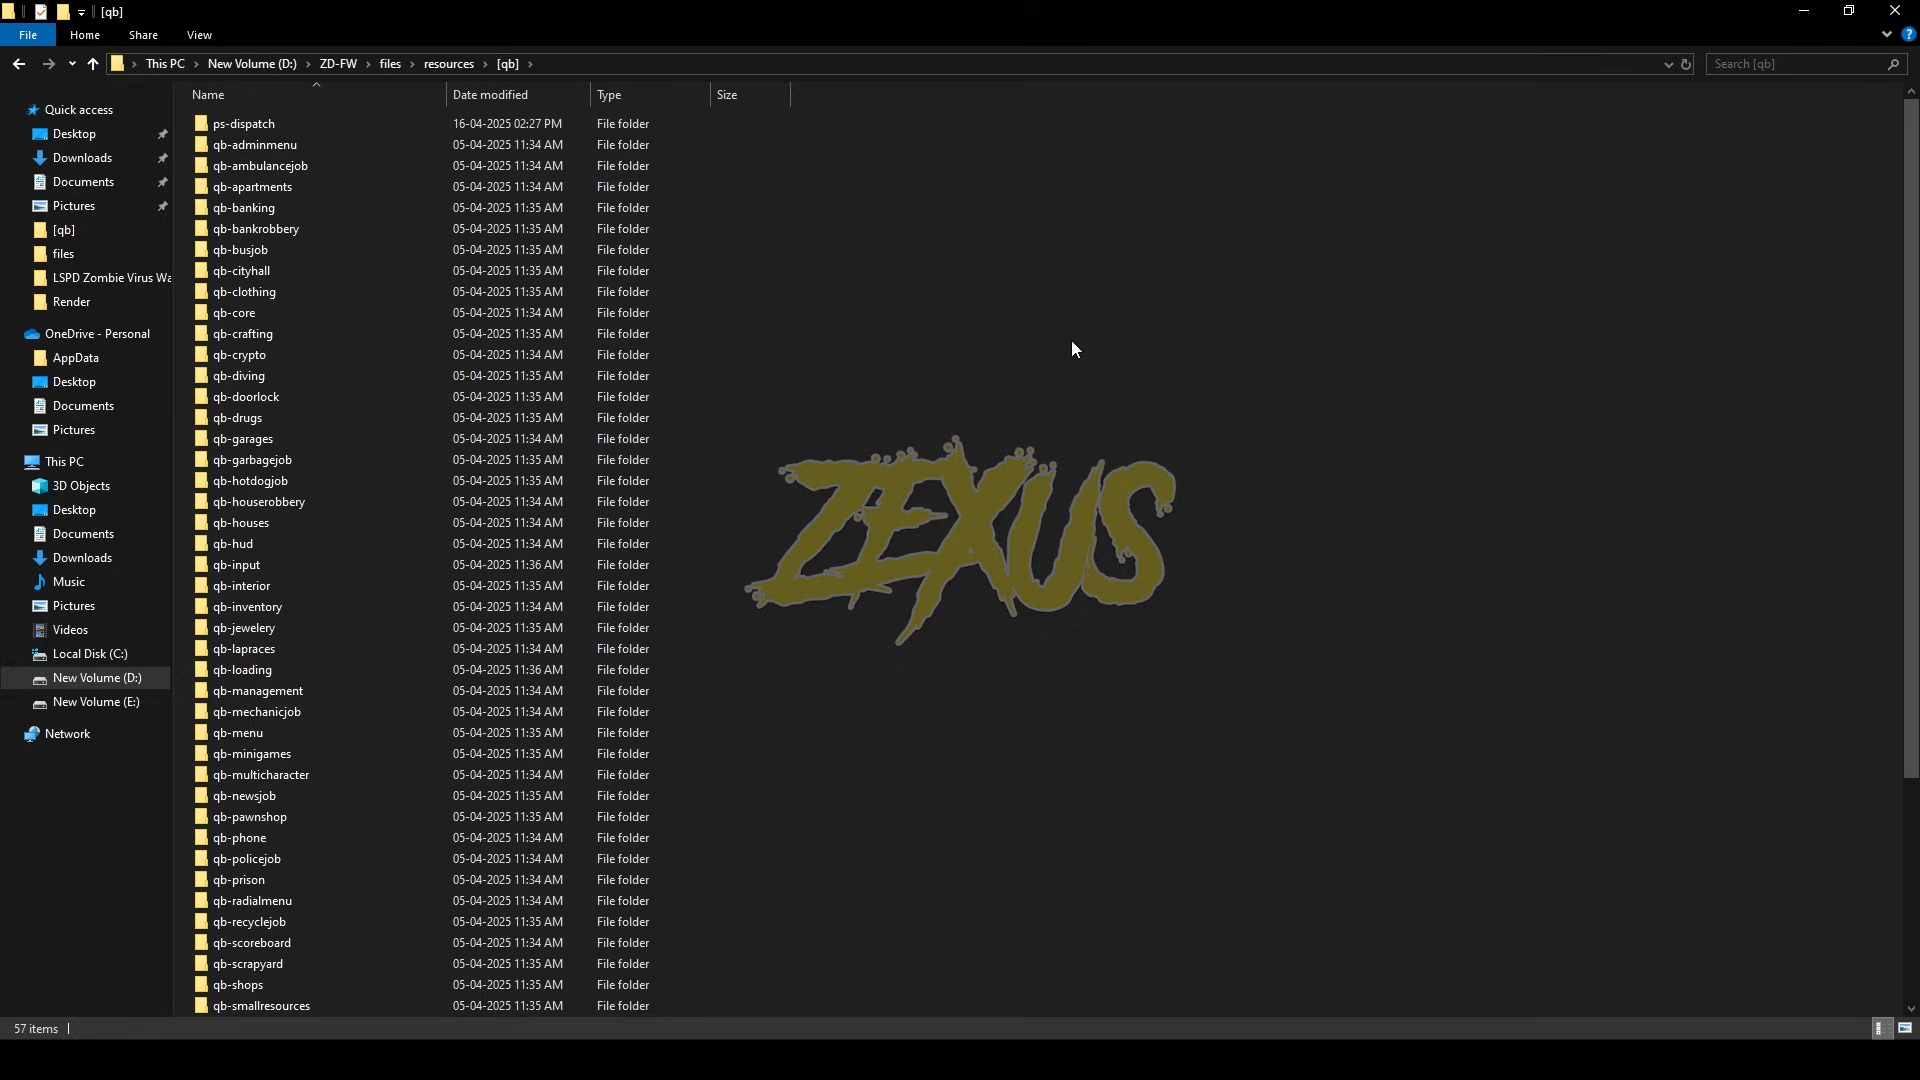 [qb]
File Home Share View
This PC New Volume (D:) ZD-FW files resources [qb] Search [qb]
Name Date modified Type Size
Quick access
Desktop
Downloads
Documents
Pictures
[qb]
files
LSPD Zombie Virus Wa
Render
OneDrive - Personal
AppData
Desktop
Documents
Pictures
This PC
3D Objects
Desktop
Documents
Downloads
Music
Pictures
Videos
Local Disk (C:)
New Volume (D:)
New Volume (E:)
Network
ps-dispatch 16-04-2025 02:27 PM File folder
qb-adminmenu 05-04-2025 11:34 AM File folder
qb-ambulancejob 05-04-2025 11:34 AM File folder
qb-apartments 05-04-2025 11:34 AM File folder
qb-banking 05-04-2025 11:35 AM File folder
qb-bankrobbery 05-04-2025 11:35 AM File folder
qb-busjob 05-04-2025 11:35 AM File folder
qb-cityhall 05-04-2025 11:35 AM File folder
qb-clothing 05-04-2025 11:35 AM File folder
qb-core 05-04-2025 11:34 AM File folder
qb-crafting 05-04-2025 11:35 AM File folder
qb-crypto 05-04-2025 11:34 AM File folder
qb-diving 05-04-2025 11:35 AM File folder
qb-doorlock 05-04-2025 11:34 AM File folder
qb-drugs 05-04-2025 11:35 AM File folder
qb-garages 05-04-2025 11:34 AM File folder
qb-garbagejob 05-04-2025 11:35 AM File folder
qb-hotdogjob 05-04-2025 11:35 AM File folder
qb-houserobbery 05-04-2025 11:34 AM File folder
qb-houses 05-04-2025 11:34 AM File folder
qb-hud 05-04-2025 11:34 AM File folder
qb-input 05-04-2025 11:36 AM File folder
qb-interior 05-04-2025 11:35 AM File folder
qb-inventory 05-04-2025 11:34 AM File folder
qb-jewelery 05-04-2025 11:35 AM File folder
qb-lapraces 05-04-2025 11:34 AM File folder
qb-loading 05-04-2025 11:36 AM File folder
qb-management 05-04-2025 11:34 AM File folder
qb-mechanicjob 05-04-2025 11:34 AM File folder
qb-menu 05-04-2025 11:35 AM File folder
qb-minigames 05-04-2025 11:35 AM File folder
qb-multicharacter 05-04-2025 11:34 AM File folder
qb-newsjob 05-04-2025 11:35 AM File folder
qb-pawnshop 05-04-2025 11:35 AM File folder
qb-phone 05-04-2025 11:34 AM File folder
qb-policejob 05-04-2025 11:34 AM File folder
qb-prison 05-04-2025 11:34 AM File folder
qb-radialmenu 05-04-2025 11:34 AM File folder
qb-recyclejob 05-04-2025 11:35 AM File folder
qb-scoreboard 05-04-2025 11:34 AM File folder
qb-scrapyard 05-04-2025 11:35 AM File folder
qb-shops 05-04-2025 11:35 AM File folder
qb-smallresources 05-04-2025 11:35 AM File folder
ZEXUS
57 items